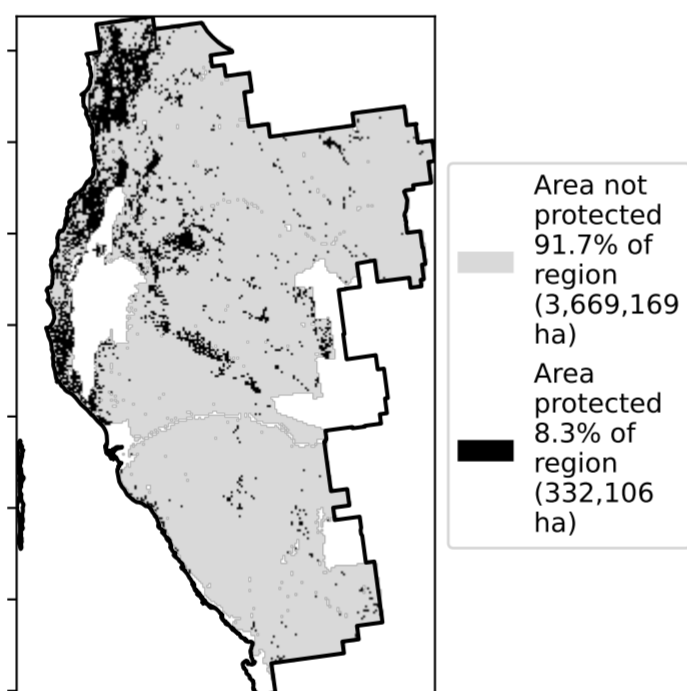 Area not
protected
91.7% of
region
(3,669,169
ha)
Area
protected
8.3% of
region
(332,106
ha)